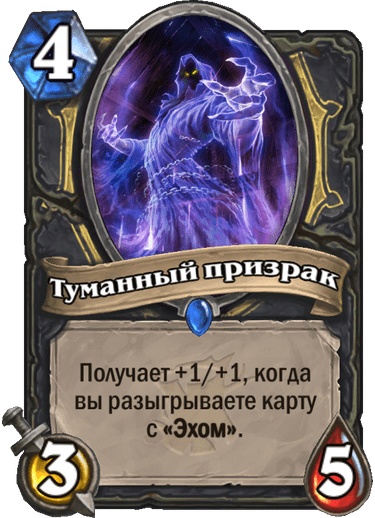 4
Туманный призрак
Получает +1/+1, когда
вы разыгрываете карту
с «Эхом».
3
5